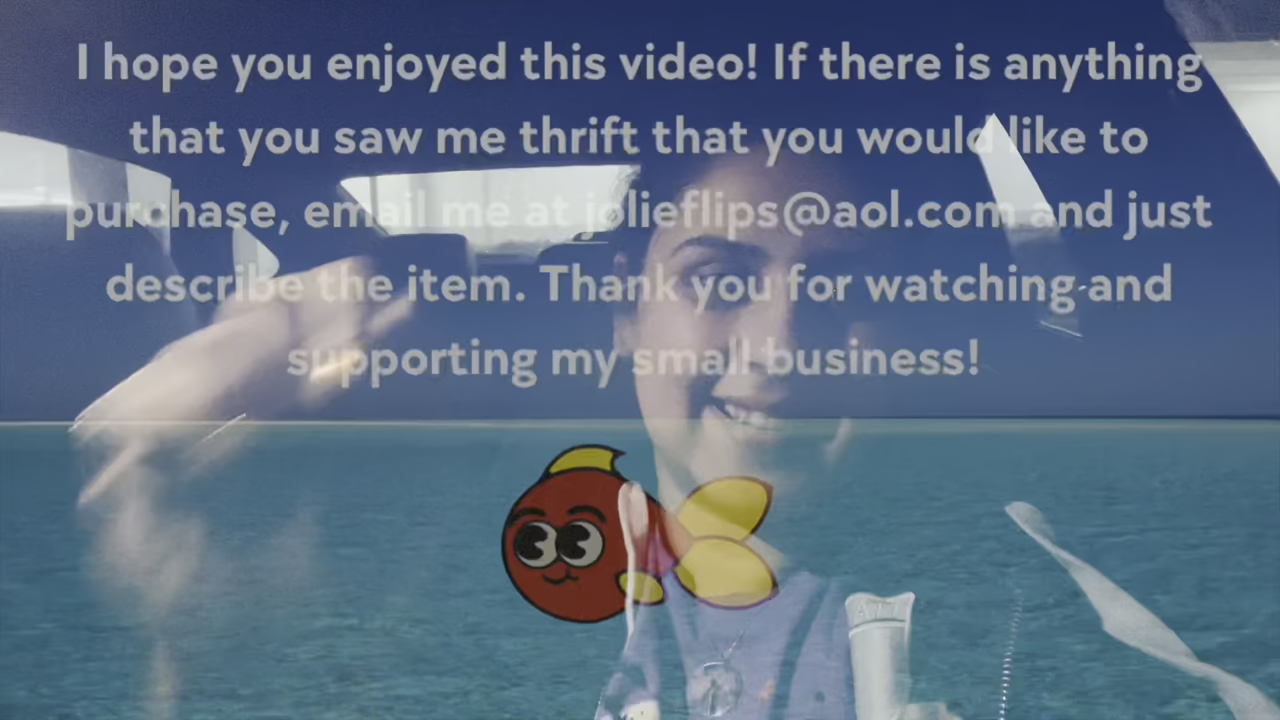 I hope you enjoyed this video! If there is anything
that you saw me thrift that you would like to
purchase, email me at jolieflips@aol.com and just
describe the item. Thank you for watching and
supporting my small business!